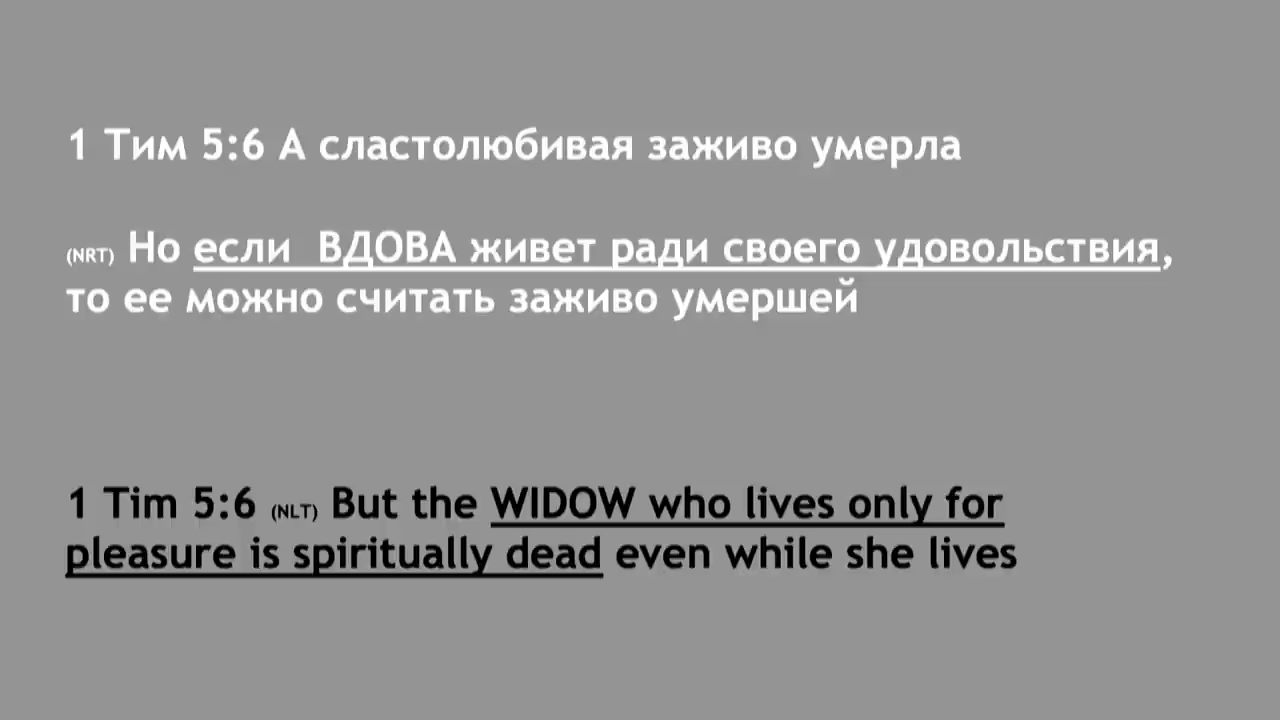 1 Тим 5:6 А сластолюбивая заживо умерла
(NRT) Но если ВДОВА живет ради своего удовольствия,
то ее можно считать заживо умершей
1 Tim 5:6 (NLT) But the WIDOW who lives only for
pleasure is spiritually dead even while she lives